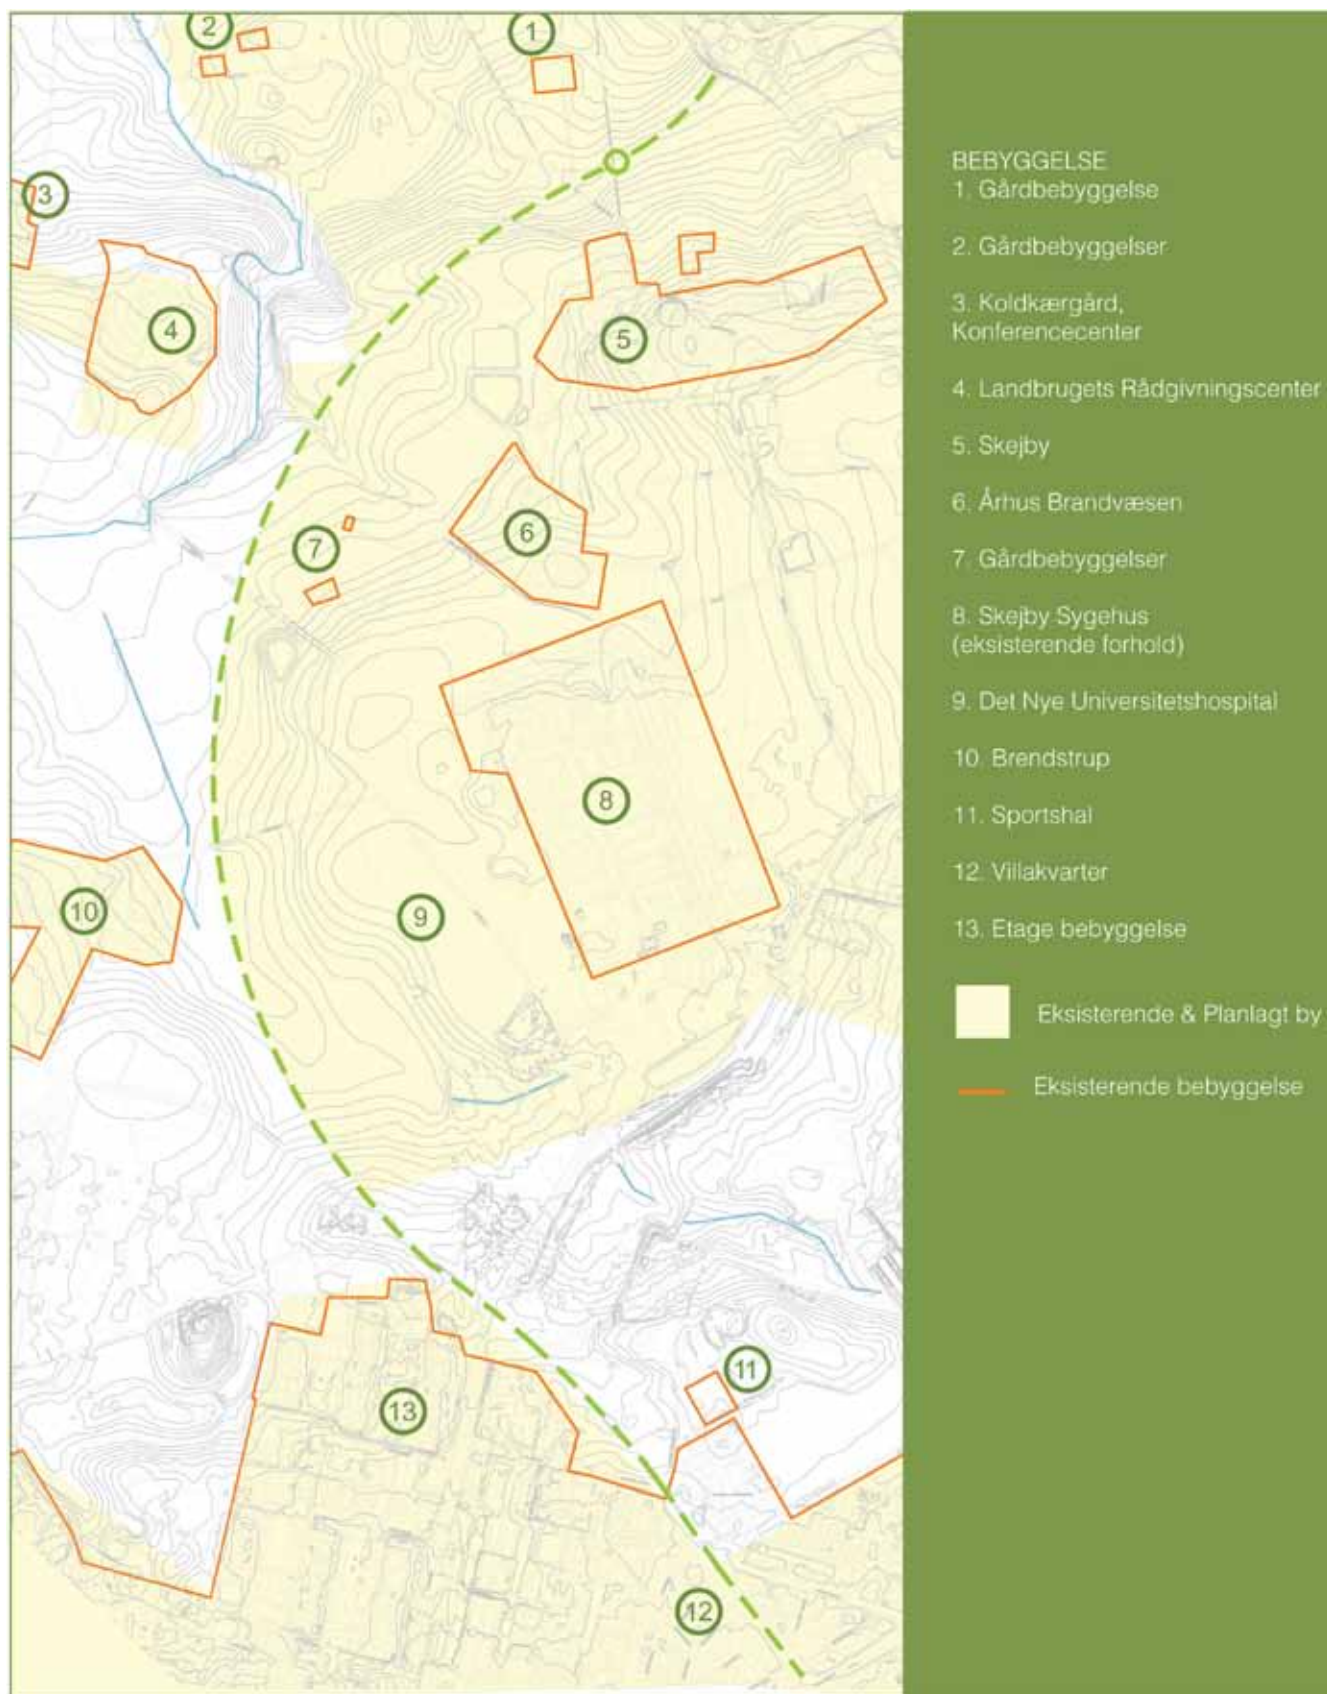 2
1
3
4
5
6
7
8
9
10
11
13
12
BEBYGGELSE
1. Gårdbebyggelse
2. Gårdbebyggelser
3. Koldkærgård,
Konferencecenter
4. Landbrugets Rådgivningscenter
5. Skejby
6. Århus Brandvæsen
7. Gårdbebyggelser
8. Skejby Sygehus
(eksisterende forhold)
9. Det Nye Universitetshospital
10. Brendstrup
11. Sportshal
12. Villakvarter
13. Etage bebyggelse
Eksisterende & Planlagt by
Eksisterende bebyggelse